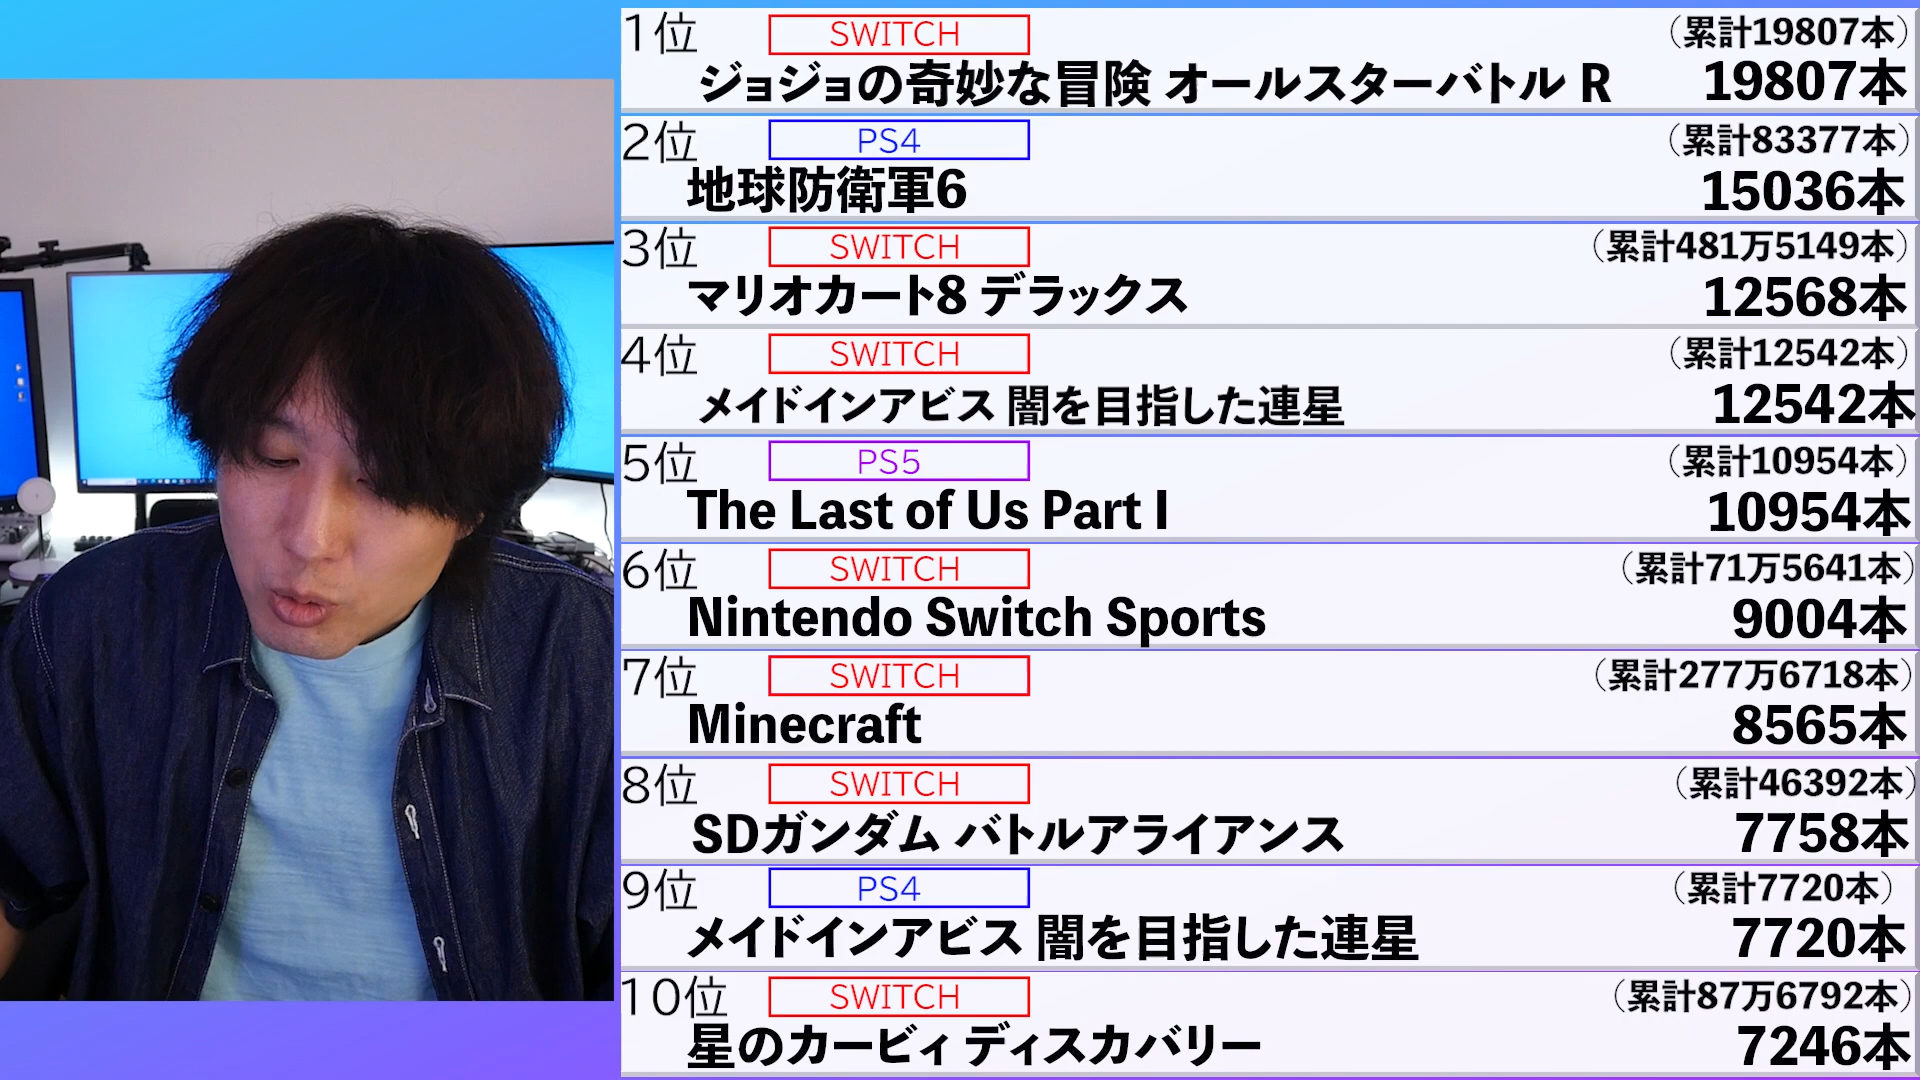 1位 SWITCH （累計19807本）
ジョジョの奇妙な冒険 オールスターバトル R 19807本
2位 PS4 （累計83377本）
地球防衛軍6 15036本
3位 SWITCH （累計481万5149本）
マリオカート8 デラックス 12568本
4位 SWITCH （累計12542本）
メイドインアビス 闇を目指した連星 12542本
5位 PS5 （累計10954本）
The Last of Us Part I 10954本
6位 SWITCH （累計71万5641本）
Nintendo Switch Sports 9004本
7位 SWITCH （累計277万6718本）
Minecraft 8565本
8位 SWITCH （累計46392本）
SDガンダム バトルアライアンス 7758本
9位 PS4 （累計7720本）
メイドインアビス 闇を目指した連星 7720本
10位 SWITCH （累計87万6792本）
星のカービィ ディスカバリー 7246本